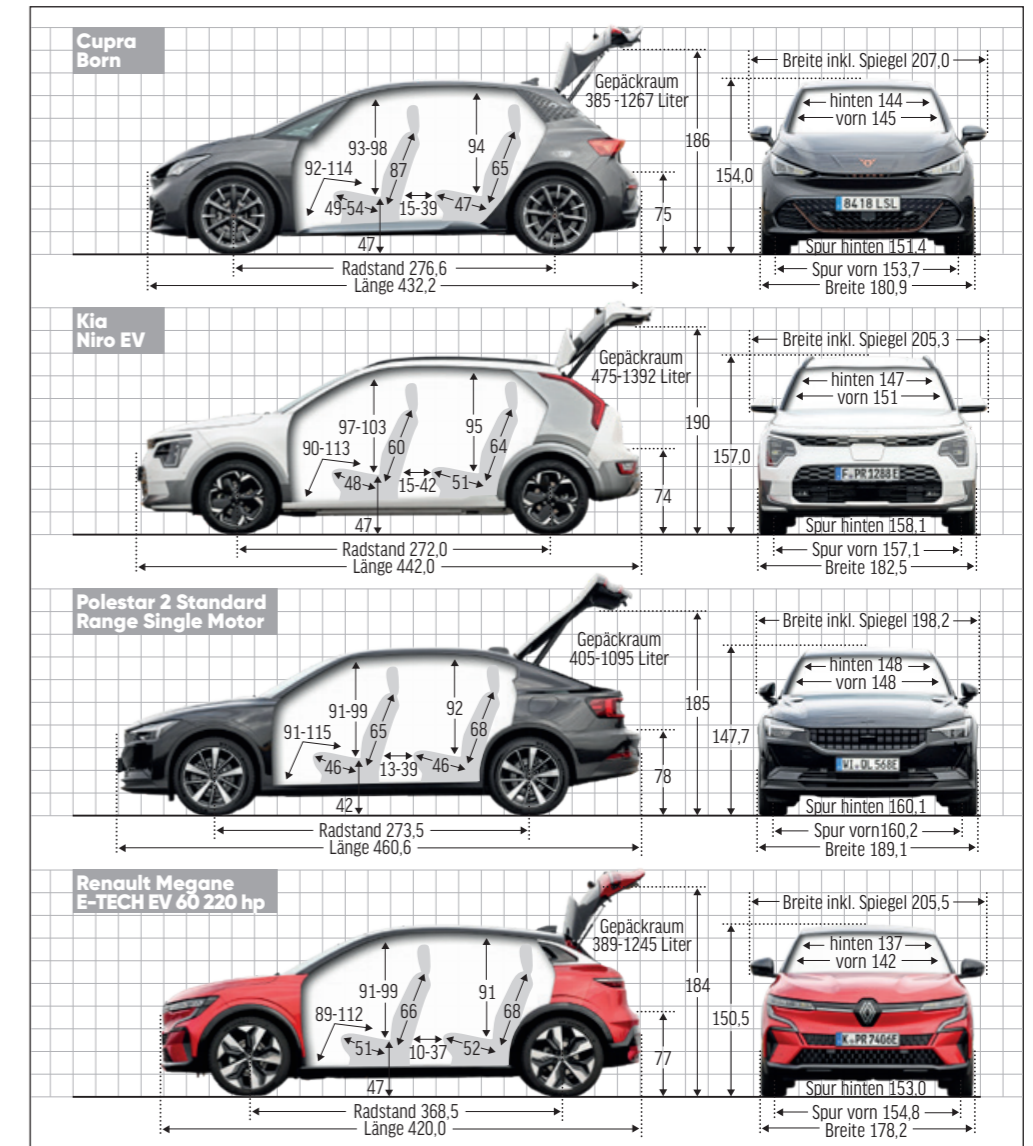 Cupra
Born
Gepäckraum
385 -1267 Liter
93-98
94
92-114
87
65
49-54
15-39
47
47
186
75
Radstand 276,6
Länge 432,2
Breite inkl. Spiegel 207,0
hinten 144
vorn 145
154,0
8418 LSL
Spur hinten 151,4
Spur vorn 153,7
Breite 180,9
Kia
Niro EV
Gepäckraum
475-1392 Liter
97-103
95
90-113
60
64
48
15-42
51
47
190
74
Radstand 272,0
Länge 442,0
Breite inkl. Spiegel 205,3
hinten 147
vorn 151
157,0
F PR 1288 E
Spur hinten 158,1
Spur vorn 157,1
Breite 182,5
Polestar 2 Standard
Range Single Motor
Gepäckraum
405-1095 Liter
91-99
92
91-115
65
68
46
13-39
46
42
185
78
Radstand 273,5
Länge 460,6
Breite inkl. Spiegel 198,2
hinten 148
vorn 148
147,7
WI QL 568E
Spur hinten 160,1
Spur vorn160,2
Breite 189,1
Renault Megane
E-TECH EV 60 220 hp
Gepäckraum
389-1245 Liter
91-99
91
89-112
66
68
51
10-37
52
47
184
77
Radstand 368,5
Länge 420,0
Breite inkl. Spiegel 205,5
hinten 137
vorn 142
150,5
K PR 7406E
Spur hinten 153,0
Spur vorn 154,8
Breite 178,2